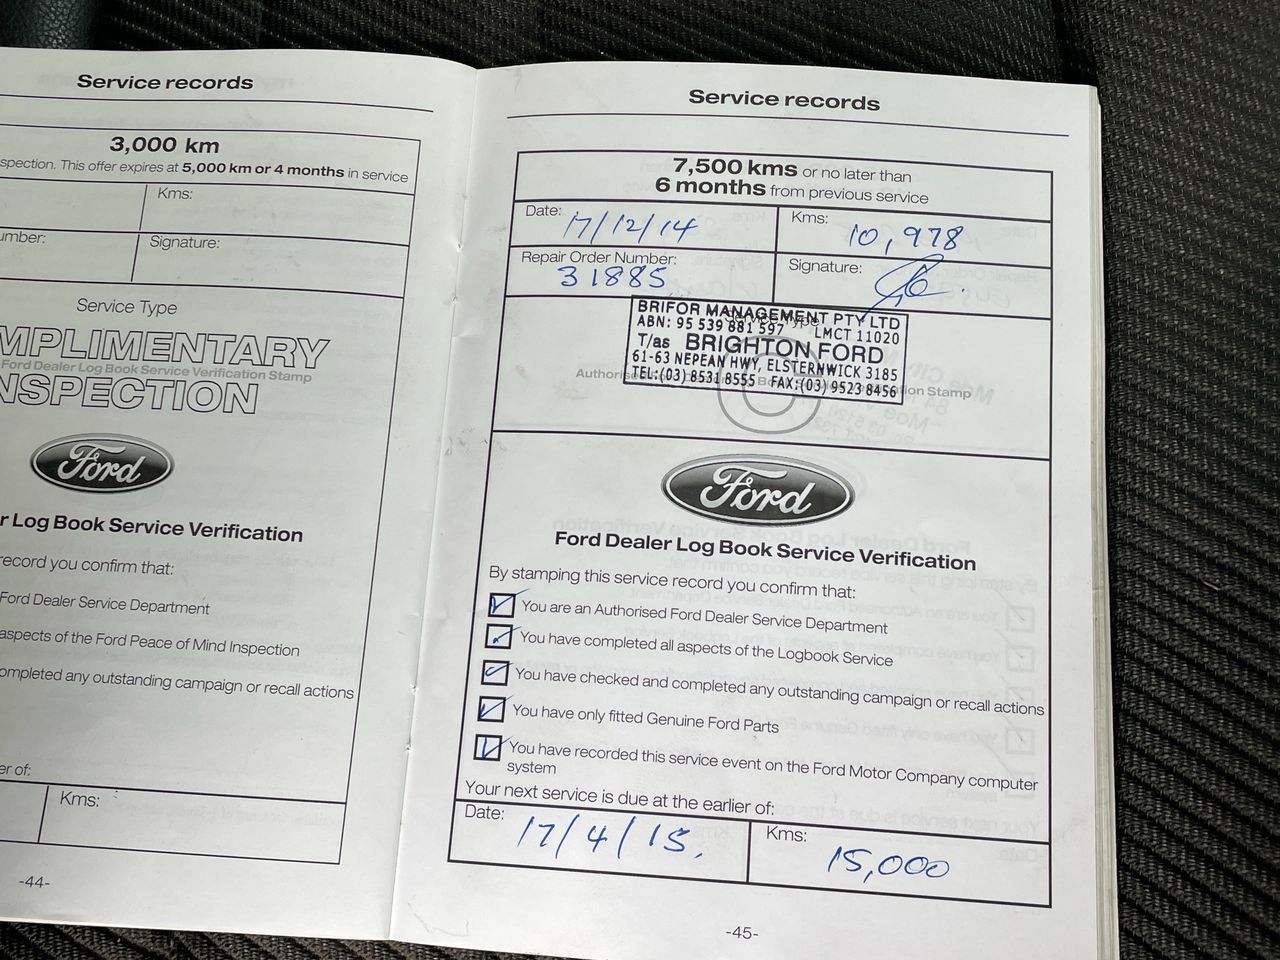 Service records
3,000 km
spection. This offer expires at 5,000 km or 4 months in service
Kms:
umber:
Signature:
Service Type
MPLIMENTARY
Ford Dealer Log Book Service Verification Stamp
NSPECTION
Ford
r Log Book Service Verification
record you confirm that:
Ford Dealer Service Department
aspects of the Ford Peace of Mind Inspection
ompleted any outstanding campaign or recall actions
er of:
Kms:
-44-
Service records
7,500 kms or no later than
6 months from previous service
Date: 17/12/14
Kms: 10,978
Repair Order Number: 31885
Signature:
BRIFOR MANAGEMENT PTY LTD
ABN: 95 539 881 597 LMCT 11020
T/as BRIGHTON FORD
61-63 NEPEAN HWY, ELSTERNWICK 3185
TEL:(03) 8531 8555 FAX:(03) 9523 8456
Ford
Ford Dealer Log Book Service Verification
By stamping this service record you confirm that:
You are an Authorised Ford Dealer Service Department
You have completed all aspects of the Logbook Service
You have checked and completed any outstanding campaign or recall actions
You have only fitted Genuine Ford Parts
You have recorded this service event on the Ford Motor Company computer
system
Your next service is due at the earlier of:
Date: 17/4/15.
Kms: 15,000
-45-